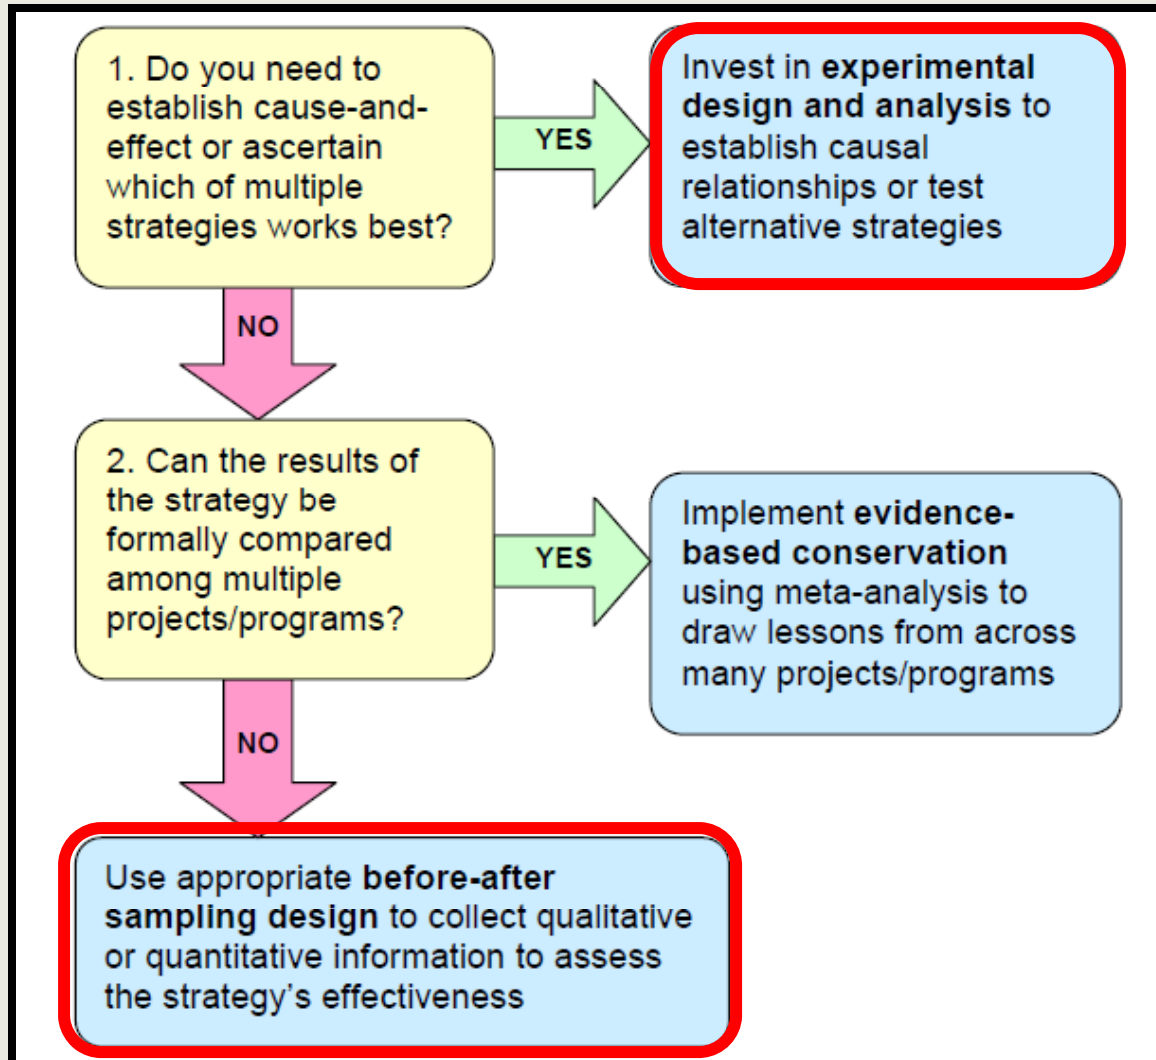 1. Do you need to
establish cause-and-
effect or ascertain
which of multiple
strategies works best?
YES
Invest in experimental
design and analysis to
establish causal
relationships or test
alternative strategies
NO
2. Can the results of
the strategy be
formally compared
among multiple
projects/programs?
YES
Implement evidence-
based conservation
using meta-analysis to
draw lessons from across
many projects/programs
NO
Use appropriate before-after
sampling design to collect qualitative
or quantitative information to assess
the strategy's effectiveness